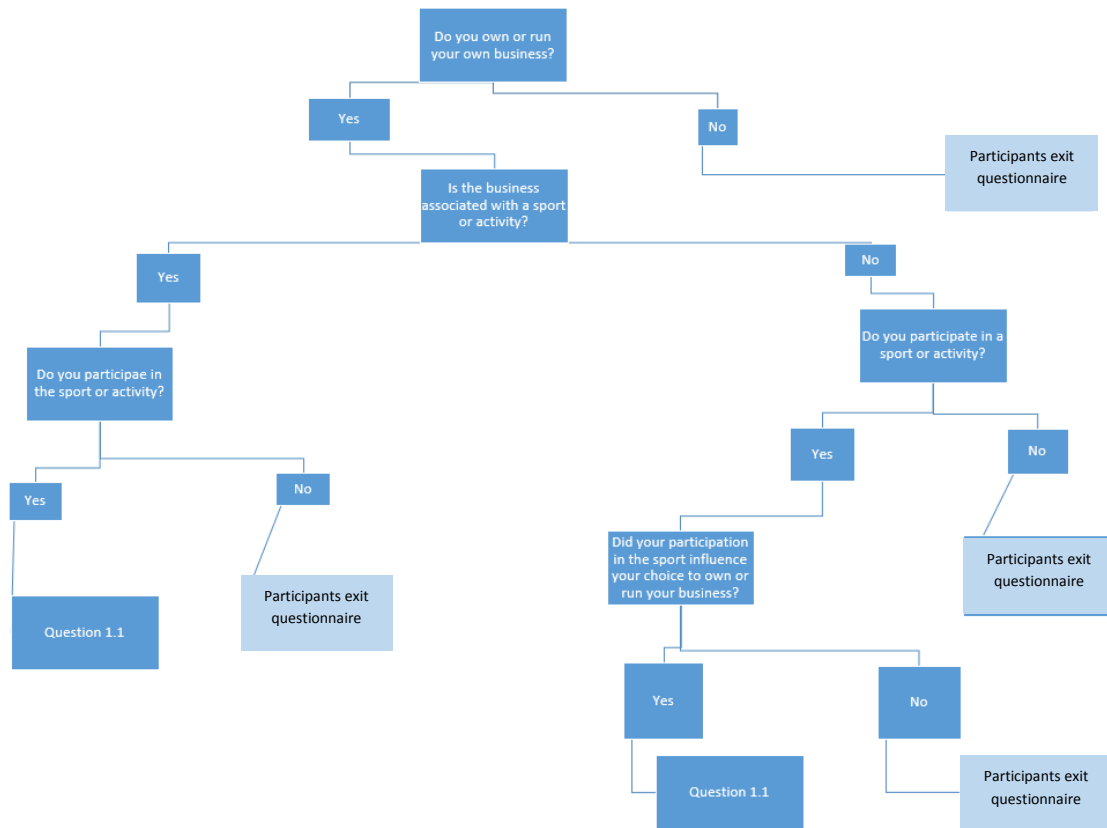 Do you own or run
your own business?
Yes
No
Participants exit
questionnaire
Is the business
associated with a sport
or activity?
Yes
No
Do you participae in
the sport or activity?
Do you participate in a
sport or activity?
Yes
No
Yes
No
Did your participation
in the sport influence
your choice to own or
run your business?
Participants exit
questionnaire
Participants exit
questionnaire
Question 1.1
Yes
No
Question 1.1
Participants exit
questionnaire